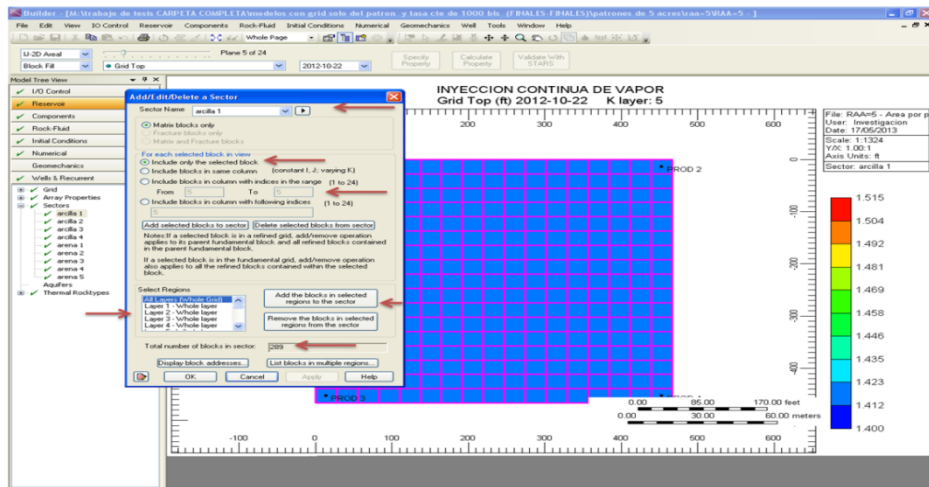 Builder - [M:\trabajo de tesis CARPETA COMPLETA\modelos con grid solo del patron y tasa cte de 1000 bls (FINALES-FINALES)\patrones de 5 acres\raa=5\RAA=5 - ]
File Edit View IO Control Reservoir Components Rock-Fluid Initial Conditions Numerical Geomechanics Wells Tools Window Help
Whole Page
IJ-2D Areal
Plane 5 of 24
Block Fill
Grid Top
2012-10-22
Specify Property
Calculate Property
Validate With STARS
Model Tree View
I/O Control
Reservoir
Components
Rock-Fluid
Initial Conditions
Numerical
Geomechanics
Wells & Recurrent
Grid
Array Properties
Sectors
arcilla 1
arcilla 2
arcilla 3
arcilla 4
arena 1
arena 2
arena 3
arena 4
arena 5
Aquifers
Thermal Rocktypes
Add/Edit/Delete a Sector
Sector Name
arcilla 1
Matrix blocks only
Fracture blocks only
Matrix and Fracture blocks
For each selected block in view
Include only the selected block
Include blocks in same column (constant I, J; varying K)
Include blocks in column with indices in the range (1 to 24)
From 5 To 5
Include blocks in column with following indices (1 to 24)
5
Add selected blocks to sector
Delete selected blocks from sector
Notes:If a selected block is in a refined grid, add/remove operation
applies to its parent fundamental block and all refined blocks contained
in the parent fundamental block.
If a selected block is in the fundamental grid, add/remove operation
also applies to all the refined blocks contained within the selected
block.
Select Regions
All Layers (Whole Grid)
Layer 1 - Whole layer
Layer 2 - Whole layer
Layer 3 - Whole layer
Layer 4 - Whole layer
Add the blocks in selected
regions to the sector
Remove the blocks in selected
regions from the sector
Total number of blocks in sector:
289
Display block addresses...
List blocks in multiple regions...
OK
Cancel
Apply
Help
INYECCION CONTINUA DE VAPOR
Grid Top (ft) 2012-10-22 K layer: 5
200 300 400 500 600
PROD 2
PROD 3
0
-100
-200
-300
-400
-100 0 100 200 300 400 500 600
0.00 85.00 170.00 feet
0.00 30.00 60.00 meters
File: RAA=5 - Area por p
User: Investigacion
Date: 17/05/2013
Scale: 1:1324
Y/X: 1.00:1
Axis Units: ft
Sector: arcilla 1
1.515
1.504
1.492
1.481
1.469
1.458
1.446
1.435
1.423
1.412
1.400